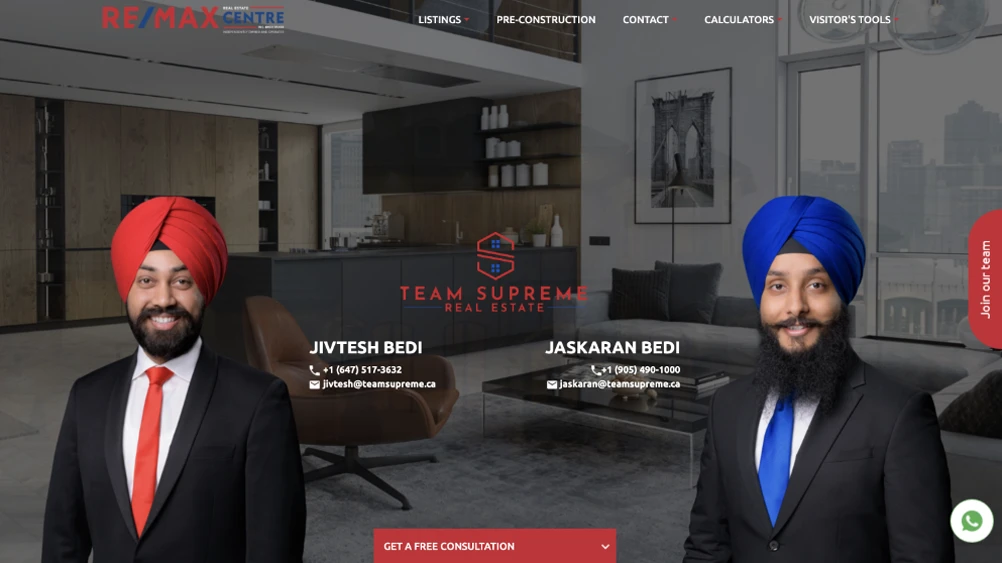 RE/MAX REAL ESTATE CENTRE
LISTINGS
PRE-CONSTRUCTION
CONTACT
CALCULATORS
VISITOR'S TOOLS
Join our team
TEAM SUPREME
REAL ESTATE
JIVTESH BEDI
+1 (647) 517-3632
jivtesh@teamsupreme.ca
JASKARAN BEDI
+1 (905) 490-1000
jaskaran@teamsupreme.ca
GET A FREE CONSULTATION